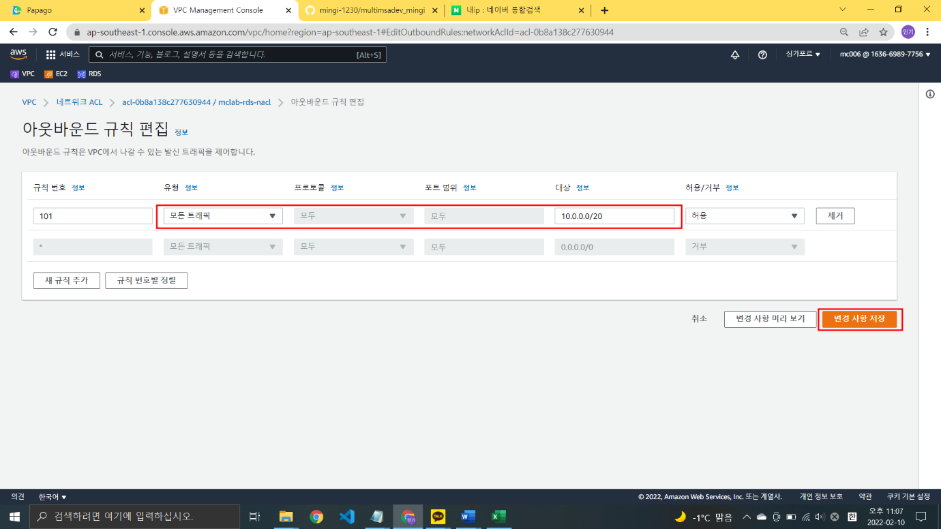 Papago
VPC Management Console
mingi-1230/multimsadev_mingi
내ip : 네이버 통합검색
ap-southeast-1.console.aws.amazon.com/vpc/home?region=ap-southeast-1#EditOutboundRules:networkAclId=acl-0b8a138c277630944
민기
aws 서비스 서비스, 기능, 블로그, 설명서 등을 검색합니다. [Alt+S] 싱가포르 mc006 @ 1636-6989-7756
VPC EC2 RDS
VPC 네트워크 ACL acl-0b8a138c277630944 / mclab-rds-nacl 아웃바운드 규칙 편집
아웃바운드 규칙 편집 정보
아웃바운드 규칙은 VPC에서 나갈 수 있는 발신 트래픽을 제어합니다.
규칙 번호 정보 유형 정보 프로토콜 정보 포트 범위 정보 대상 정보 허용/거부 정보
101 모든 트래픽 모두 모두 10.0.0.0/20 허용 제거
* 모든 트래픽 모두 모두 0.0.0.0/0 거부
새 규칙 추가 규칙 번호별 정렬
취소 변경 사항 미리 보기 변경 사항 저장
의견 한국어 © 2022, Amazon Web Services, Inc. 또는 계열사. 개인 정보 보호 약관 쿠키 기본 설정
검색하려면 여기에 입력하십시오. -1°C 맑음 오후 11:07
2022-02-10